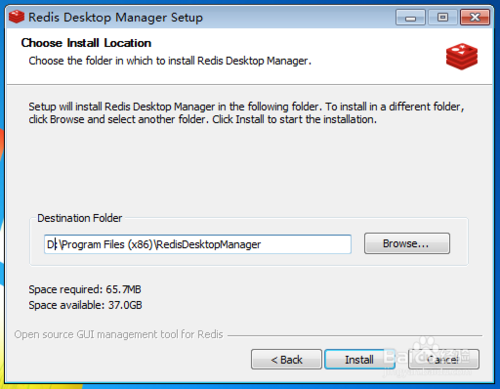 Redis Desktop Manager Setup
Choose Install Location
Choose the folder in which to install Redis Desktop Manager.
Setup will install Redis Desktop Manager in the following folder. To install in a different folder,
click Browse and select another folder. Click Install to start the installation.
Destination Folder
D:\Program Files (x86)\RedisDesktopManager
Browse...
Space required: 65.7MB
Space available: 37.0GB
Open source GUI management tool for Redis
< Back
Install
Cancel